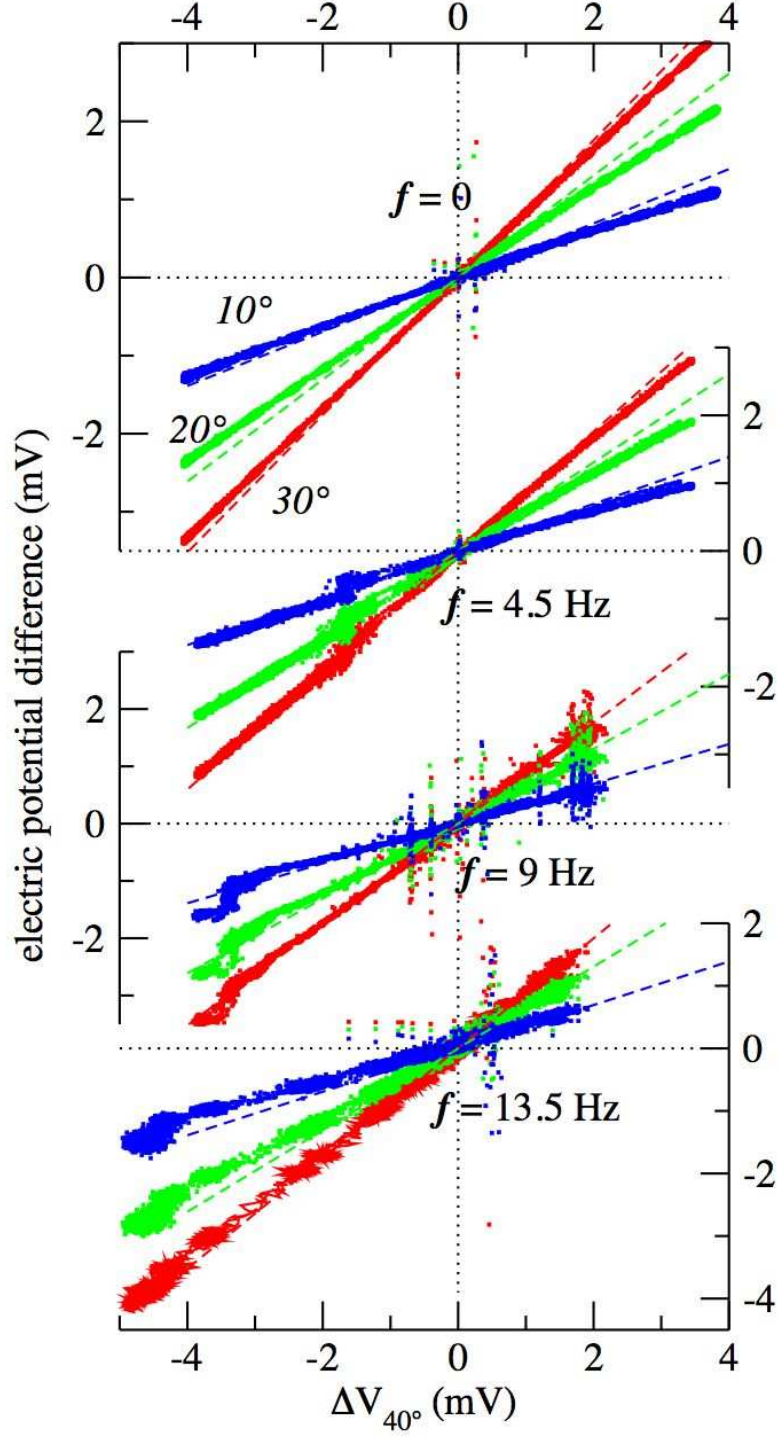 -4 -2 0 2 4
2
f = 0
0
10°
2
20°
-2
30°
0
f = 4.5 Hz
2
-2
0
f = 9 Hz
-2
2
0
f = 13.5 Hz
-2
-4
-4 -2 0 2 4
ΔV40° (mV)
electric potential difference (mV)